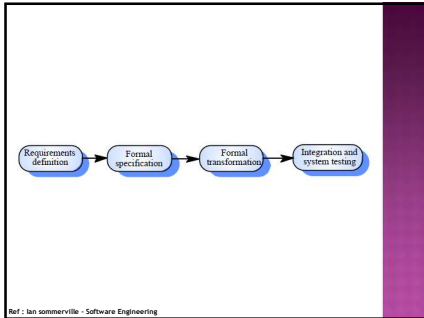 Requirements
definition
Formal
specification
Formal
transformation
Integration and
system testing
Ref : Ian sommerville - Software Engineering